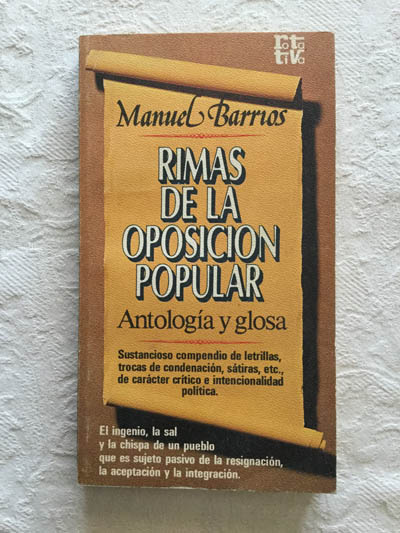 rotativa
Manuel Barrios
RIMAS
DE LA
OPOSICION
POPULAR
Antología y glosa
Sustancioso compendio de letrillas,
trocas de condenación, sátiras, etc.,
de carácter crítico e intencionalidad
política.
El ingenio, la sal
y la chispa de un pueblo
que es sujeto pasivo de la resignación,
la aceptación y la integración.